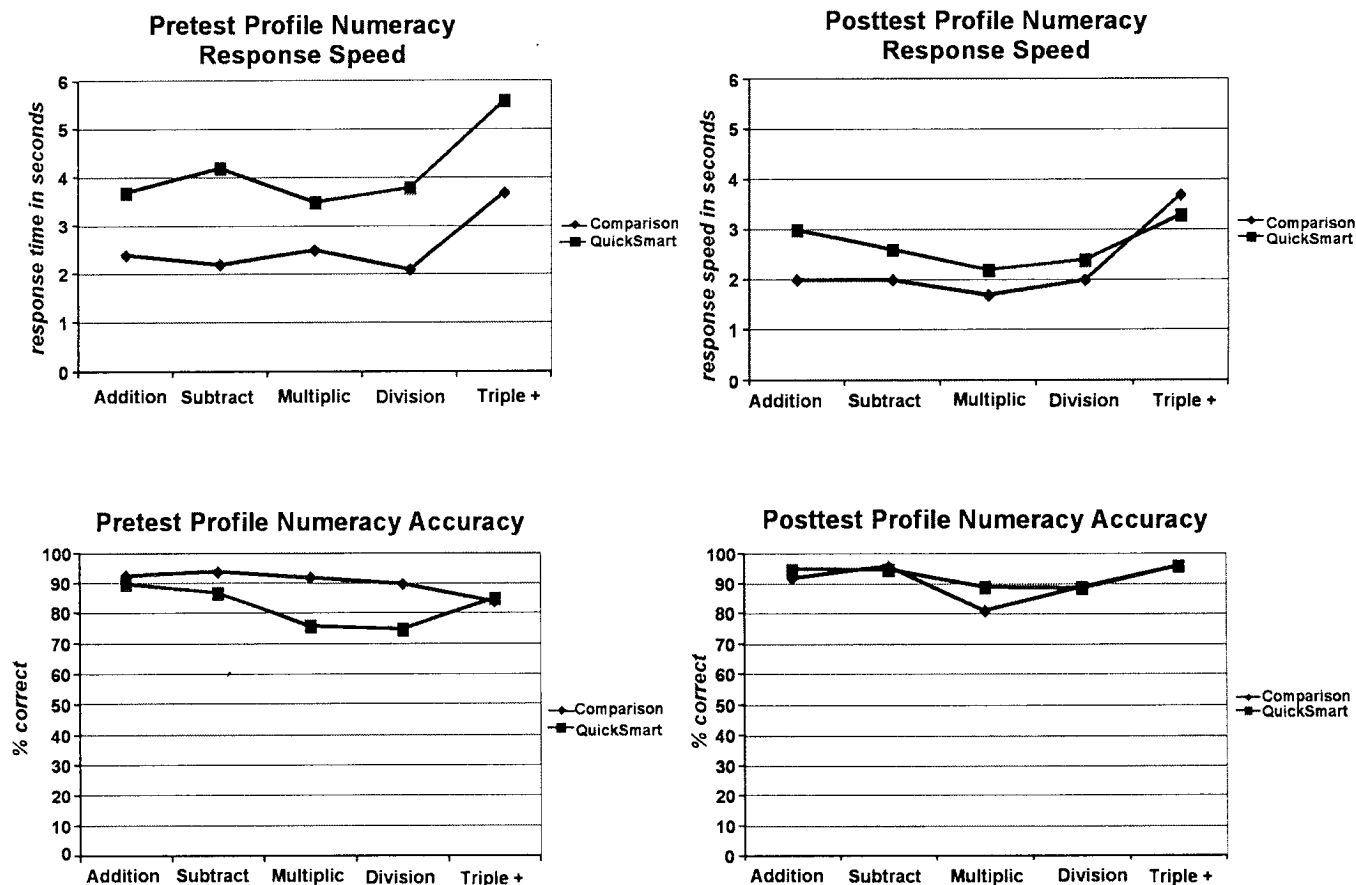 Pretest Profile Numeracy
Response Speed
response time in seconds
6
5
4
3
2
1
0
Addition Subtract Multiplic Division Triple +
Comparison
QuickSmart
Posttest Profile Numeracy
Response Speed
response speed in seconds
6
5
4
3
2
1
0
Addition Subtract Multiplic Division Triple +
Comparison
QuickSmart
Pretest Profile Numeracy Accuracy
% correct
100
90
80
70
60
50
40
30
20
10
0
Addition Subtract Multiplic Division Triple +
Comparison
QuickSmart
Posttest Profile Numeracy Accuracy
% correct
100
90
80
70
60
50
40
30
20
10
0
Addition Subtract Multiplic Division Triple +
Comparison
QuickSmart